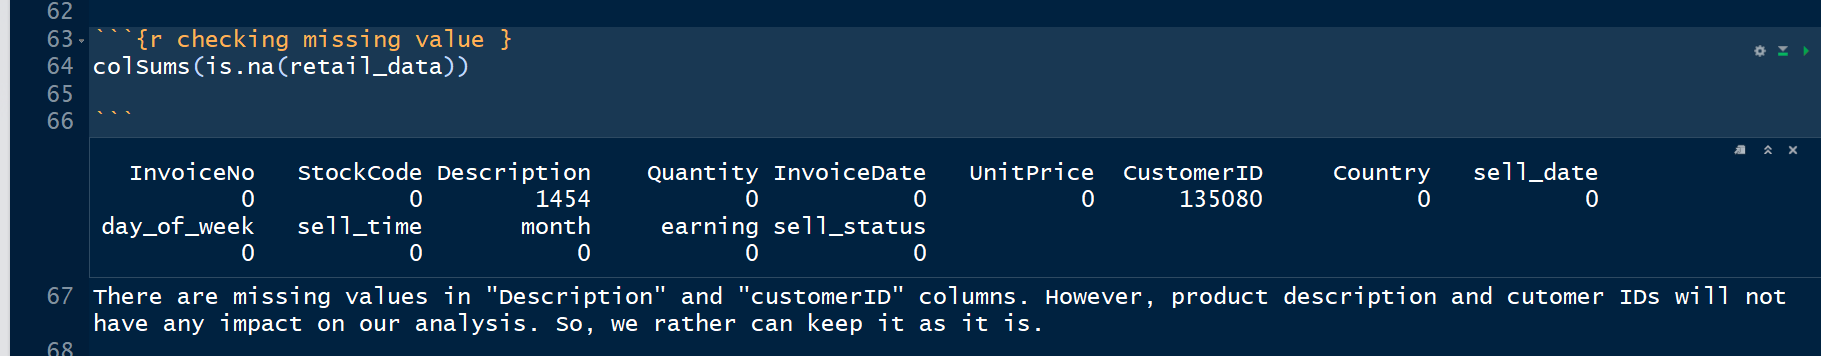 62
63 ```{r checking missing value }
64 colSums(is.na(retail_data))
65
66 ```
InvoiceNo StockCode Description Quantity InvoiceDate UnitPrice CustomerID Country sell_date
0 0 1454 0 0 0 135080 0 0
day_of_week sell_time month earning sell_status
0 0 0 0 0
67 There are missing values in "Description" and "customerID" columns. However, product description and cutomer IDs will not
have any impact on our analysis. So, we rather can keep it as it is.
68